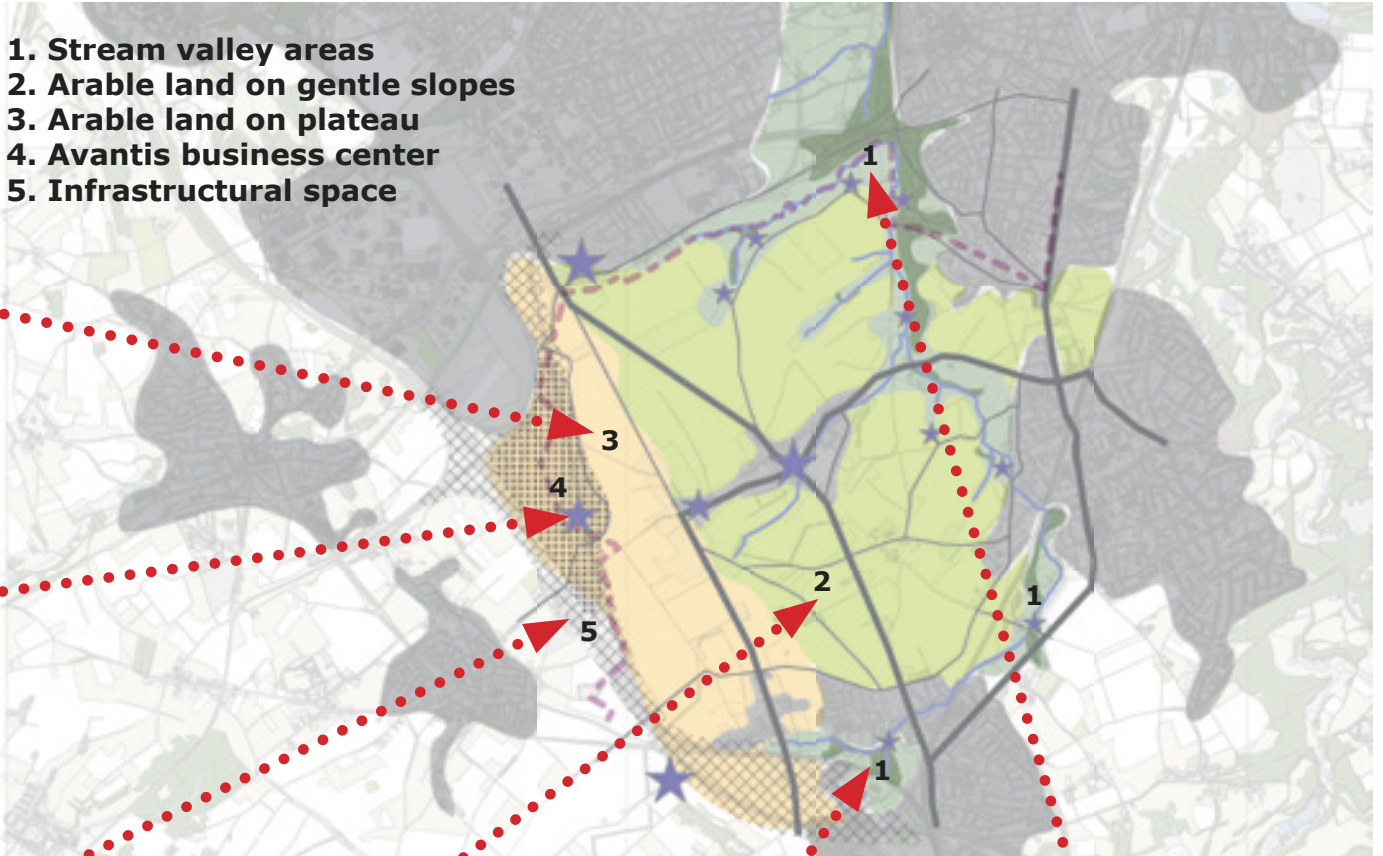 1. Stream valley areas
2. Arable land on gentle slopes
3. Arable land on plateau
4. Avantis business center
5. Infrastructural space
1
3
4
2
1
5
1